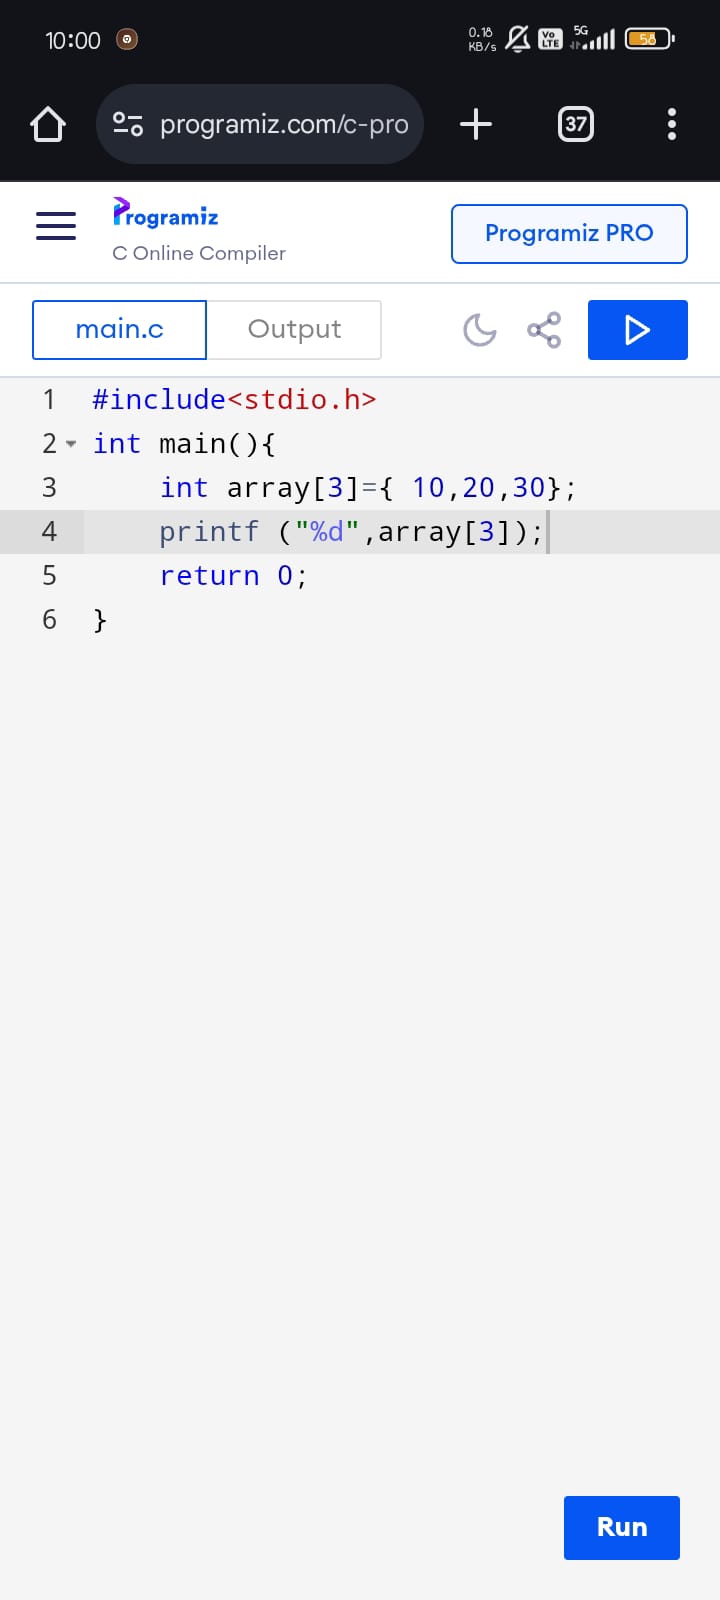 10:00 0.18 KB/s Vo LTE 5G 58
programiz.com/c-pro 37
Programiz
C Online Compiler
Programiz PRO
main.c Output
1 #include<stdio.h>
2 int main(){
3 int array[3]={ 10,20,30};
4 printf ("%d",array[3]);
5 return 0;
6 }
Run